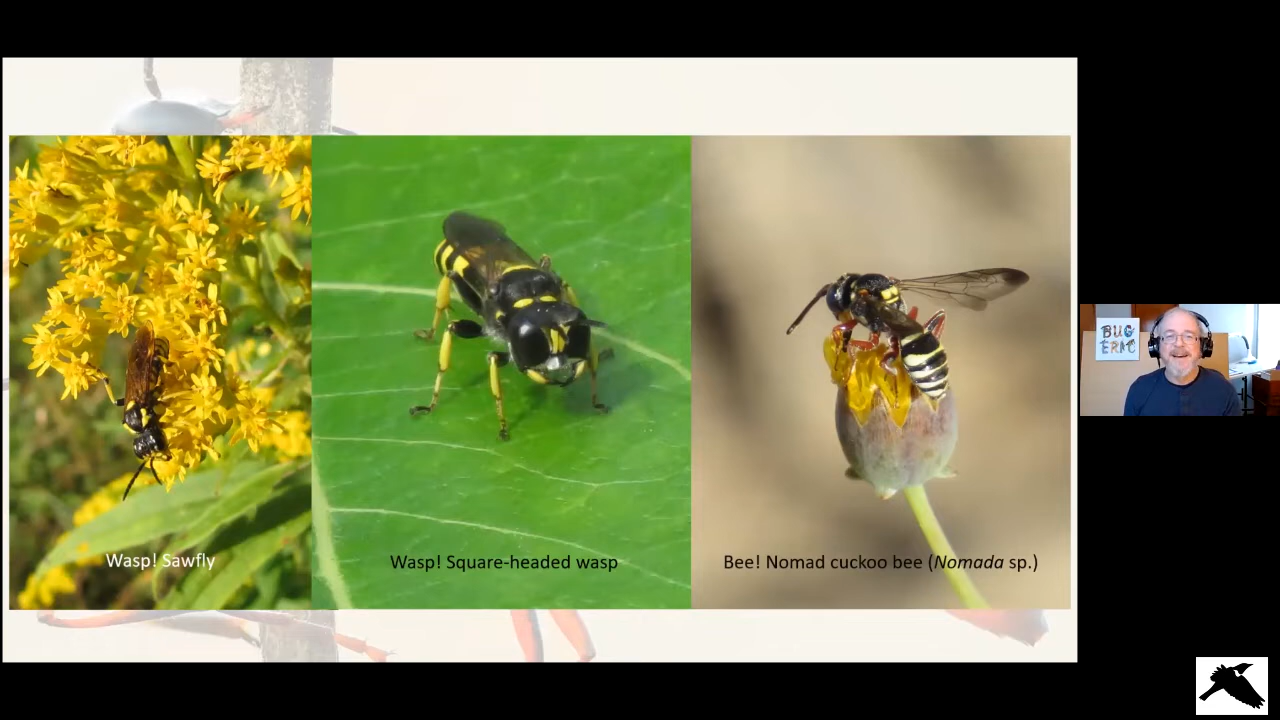 Wasp! Sawfly
Wasp! Square-headed wasp
Bee! Nomad cuckoo bee (Nomada sp.)
BUG
ERIC